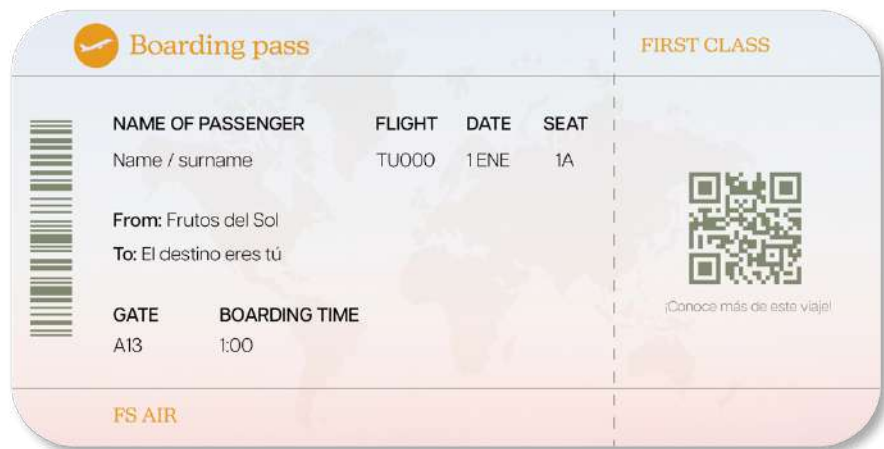 Boarding pass
FIRST CLASS
NAME OF PASSENGER FLIGHT DATE SEAT
Name / surname TU000 1 ENE 1A
From: Frutos del Sol
To: El destino eres tú
¡Conoce más de este viaje!
GATE BOARDING TIME
A13 1:00
FS AIR